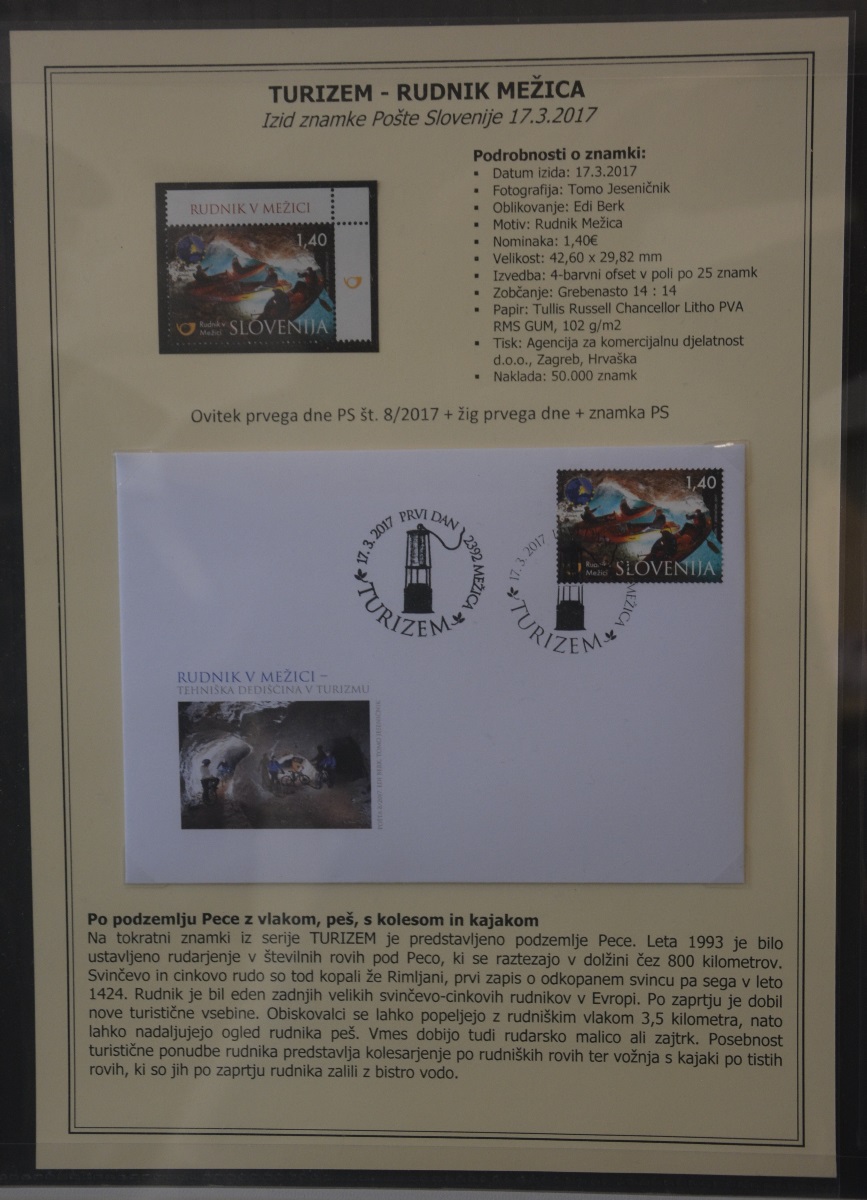 TURIZEM - RUDNIK MEŽICA
Izid znamke Pošte Slovenije 17.3.2017
RUDNIK V MEŽICI
1,40
Rudnik v
Mežici
SLOVENIJA
Podrobnosti o znamki:
▪ Datum izida: 17.3.2017
▪ Fotografija: Tomo Jeseničnik
▪ Oblikovanje: Edi Berk
▪ Motiv: Rudnik Mežica
▪ Nominaka: 1,40€
▪ Velikost: 42,60 x 29,82 mm
▪ Izvedba: 4-barvni ofset v poli po 25 znamk
▪ Zobčanje: Grebenasto 14 : 14
▪ Papir: Tullis Russell Chancellor Litho PVA
RMS GUM, 102 g/m2
▪ Tisk: Agencija za komercijalnu djelatnost
d.o.o., Zagreb, Hrvaška
▪ Naklada: 50.000 znamk
Ovitek prvega dne PS št. 8/2017 + žig prvega dne + znamka PS
17.3.2017 PRVI DAN 2392 MEŽICA
TURIZEM
1,40
Mežici
SLOVENIJA
17.3.2017
MEŽICA
TURIZEM
RUDNIK V MEŽICI –
TEHNIŠKA DEDIŠČINA V TURIZMU
Po podzemlju Pece z vlakom, peš, s kolesom in kajakom
Na tokratni znamki iz serije TURIZEM je predstavljeno podzemlje Pece. Leta 1993 je bilo
ustavljeno rudarjenje v številnih rovih pod Peco, ki se raztezajo v dolžini čez 800 kilometrov.
Svinčevo in cinkovo rudo so tod kopali že Rimljani, prvi zapis o odkopanem svincu pa sega v leto
1424. Rudnik je bil eden zadnjih velikih svinčevo-cinkovih rudnikov v Evropi. Po zaprtju je dobil
nove turistične vsebine. Obiskovalci se lahko popeljejo z rudniškim vlakom 3,5 kilometra, nato
lahko nadaljujejo ogled rudnika peš. Vmes dobijo tudi rudarsko malico ali zajtrk. Posebnost
turistične ponudbe rudnika predstavlja kolesarjenje po rudniških rovih ter vožnja s kajaki po tistih
rovih, ki so jih po zaprtju rudnika zalili z bistro vodo.